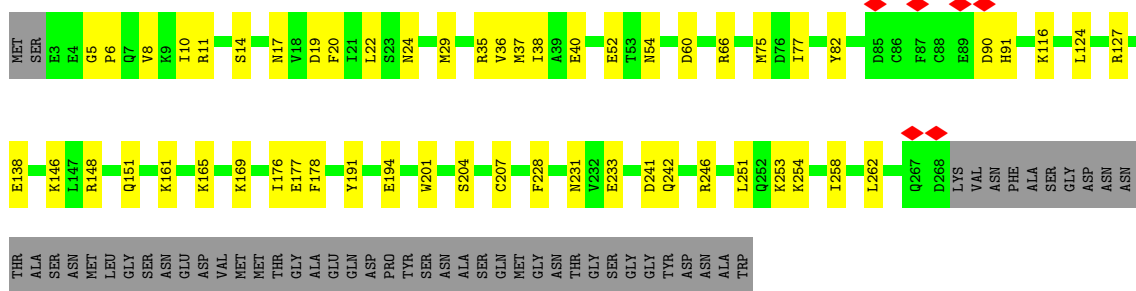 MET SER E3 E4 G5 P6 Q7 V8 K9 I10 R11 S14 N17 V18 D19 F20 I21 L22 S23 N24 M29 R35 V36 M37 I38 A39 E40 E52 T53 N54 D60 R66 M75 D76 I77 Y82 D85 C86 F87 C88 E89 D90 H91 K116 L124 R127
E138 K146 L147 R148 Q151 K161 K165 K169 I176 E177 F178 Y191 E194 W201 S204 C207 F228 N231 V232 E233 D241 Q242 R246 L251 Q252 K253 K254 I258 L262 Q267 D268 LYS VAL ASN PHE ALA SER GLY ASP ASN ASN
THR ALA SER ASN MET LEU GLY SER ASN GLU ASP VAL MET MET THR GLY ALA GLU GLN ASP PRO TYR SER ASN ALA SER GLN MET GLY ASN THR GLY SER GLY GLY TYR ASP ASN ALA TRP